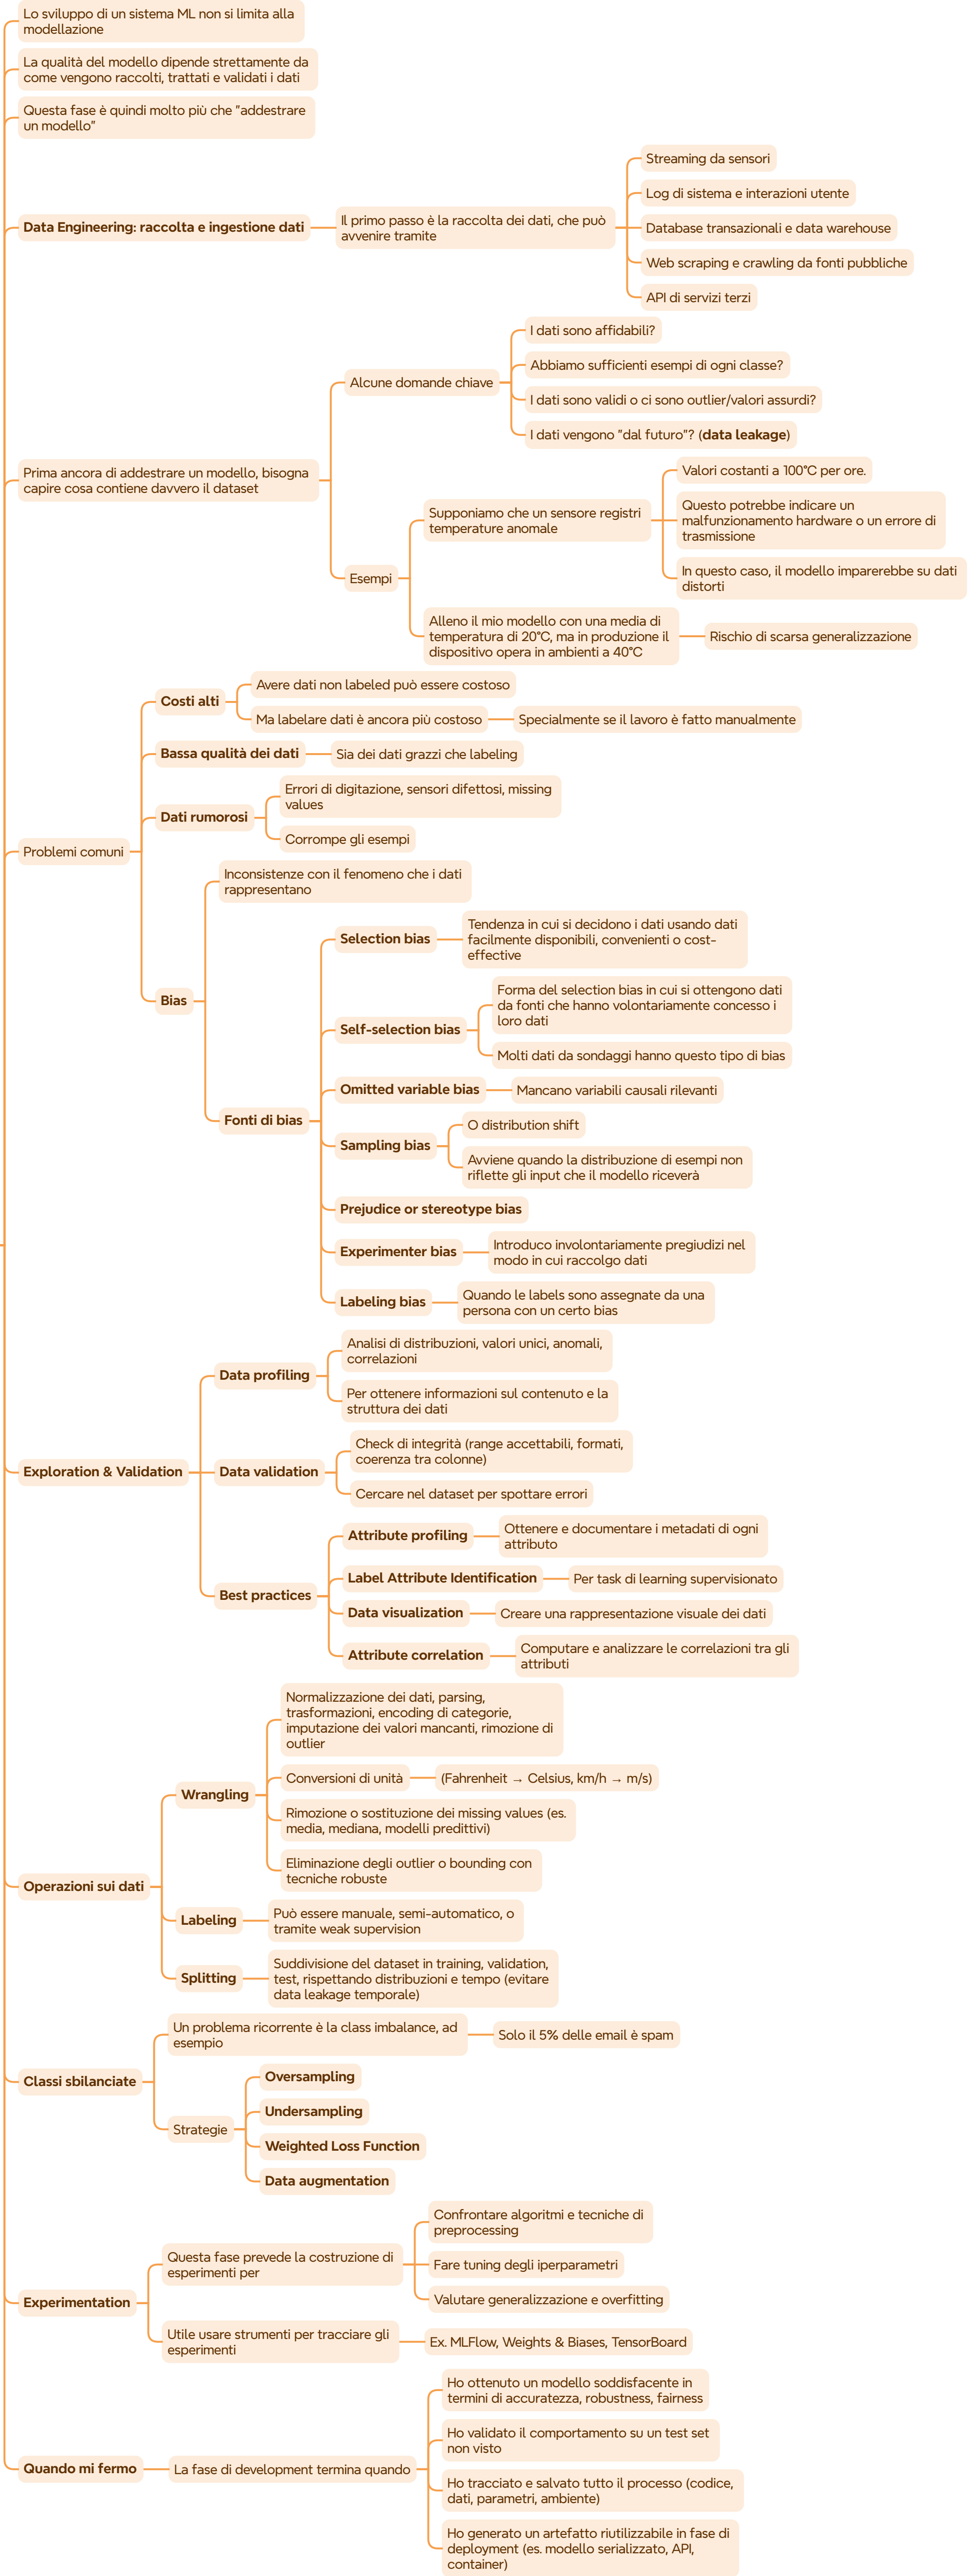 Lo sviluppo di un sistema ML non si limita alla
modellazione
La qualità del modello dipende strettamente da
come vengono raccolti, trattati e validati i dati
Questa fase è quindi molto più che "addestrare
un modello"
Data Engineering: raccolta e ingestione dati
Il primo passo è la raccolta dei dati, che può
avvenire tramite
Streaming da sensori
Log di sistema e interazioni utente
Database transazionali e data warehouse
Web scraping e crawling da fonti pubbliche
API di servizi terzi
Prima ancora di addestrare un modello, bisogna
capire cosa contiene davvero il dataset
Alcune domande chiave
I dati sono affidabili?
Abbiamo sufficienti esempi di ogni classe?
I dati sono validi o ci sono outlier/valori assurdi?
I dati vengono "dal futuro"? (data leakage)
Esempi
Supponiamo che un sensore registri
temperature anomale
Valori costanti a 100°C per ore.
Questo potrebbe indicare un
malfunzionamento hardware o un errore di
trasmissione
In questo caso, il modello imparerebbe su dati
distorti
Alleno il mio modello con una media di
temperatura di 20°C, ma in produzione il
dispositivo opera in ambienti a 40°C
Rischio di scarsa generalizzazione
Problemi comuni
Costi alti
Avere dati non labeled può essere costoso
Ma labelare dati è ancora più costoso
Specialmente se il lavoro è fatto manualmente
Bassa qualità dei dati
Sia dei dati grazzi che labeling
Dati rumorosi
Errori di digitazione, sensori difettosi, missing
values
Corrompe gli esempi
Bias
Inconsistenze con il fenomeno che i dati
rappresentano
Fonti di bias
Selection bias
Tendenza in cui si decidono i dati usando dati
facilmente disponibili, convenienti o cost-
effective
Self-selection bias
Forma del selection bias in cui si ottengono dati
da fonti che hanno volontariamente concesso i
loro dati
Molti dati da sondaggi hanno questo tipo di bias
Omitted variable bias
Mancano variabili causali rilevanti
Sampling bias
O distribution shift
Avviene quando la distribuzione di esempi non
riflette gli input che il modello riceverà
Prejudice or stereotype bias
Experimenter bias
Introduco involontariamente pregiudizi nel
modo in cui raccolgo dati
Labeling bias
Quando le labels sono assegnate da una
persona con un certo bias
Exploration & Validation
Data profiling
Analisi di distribuzioni, valori unici, anomali,
correlazioni
Per ottenere informazioni sul contenuto e la
struttura dei dati
Data validation
Check di integrità (range accettabili, formati,
coerenza tra colonne)
Cercare nel dataset per spottare errori
Best practices
Attribute profiling
Ottenere e documentare i metadati di ogni
attributo
Label Attribute Identification
Per task di learning supervisionato
Data visualization
Creare una rappresentazione visuale dei dati
Attribute correlation
Computare e analizzare le correlazioni tra gli
attributi
Operazioni sui dati
Wrangling
Normalizzazione dei dati, parsing,
trasformazioni, encoding di categorie,
imputazione dei valori mancanti, rimozione di
outlier
Conversioni di unità
(Fahrenheit → Celsius, km/h → m/s)
Rimozione o sostituzione dei missing values (es.
media, mediana, modelli predittivi)
Eliminazione degli outlier o bounding con
tecniche robuste
Labeling
Può essere manuale, semi-automatico, o
tramite weak supervision
Splitting
Suddivisione del dataset in training, validation,
test, rispettando distribuzioni e tempo (evitare
data leakage temporale)
Classi sbilanciate
Un problema ricorrente è la class imbalance, ad
esempio
Solo il 5% delle email è spam
Strategie
Oversampling
Undersampling
Weighted Loss Function
Data augmentation
Experimentation
Questa fase prevede la costruzione di
esperimenti per
Confrontare algoritmi e tecniche di
preprocessing
Fare tuning degli iperparametri
Valutare generalizzazione e overfitting
Utile usare strumenti per tracciare gli
esperimenti
Ex. MLFlow, Weights & Biases, TensorBoard
Quando mi fermo
La fase di development termina quando
Ho ottenuto un modello soddisfacente in
termini di accuratezza, robustness, fairness
Ho validato il comportamento su un test set
non visto
Ho tracciato e salvato tutto il processo (codice,
dati, parametri, ambiente)
Ho generato un artefatto riutilizzabile in fase di
deployment (es. modello serializzato, API,
container)